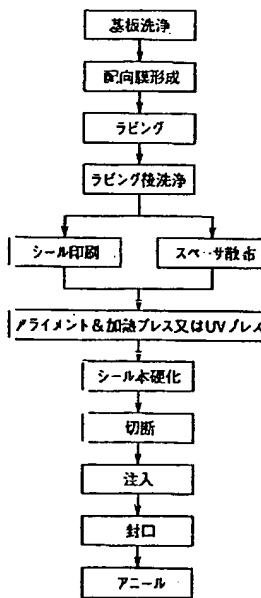 基板洗浄
配向膜形成
ラビング
ラビング後洗浄
シール印刷
スペーサ散布
アライメント&加熱プレス又はUVプレス
シール本硬化
切断
注入
封口
アニール